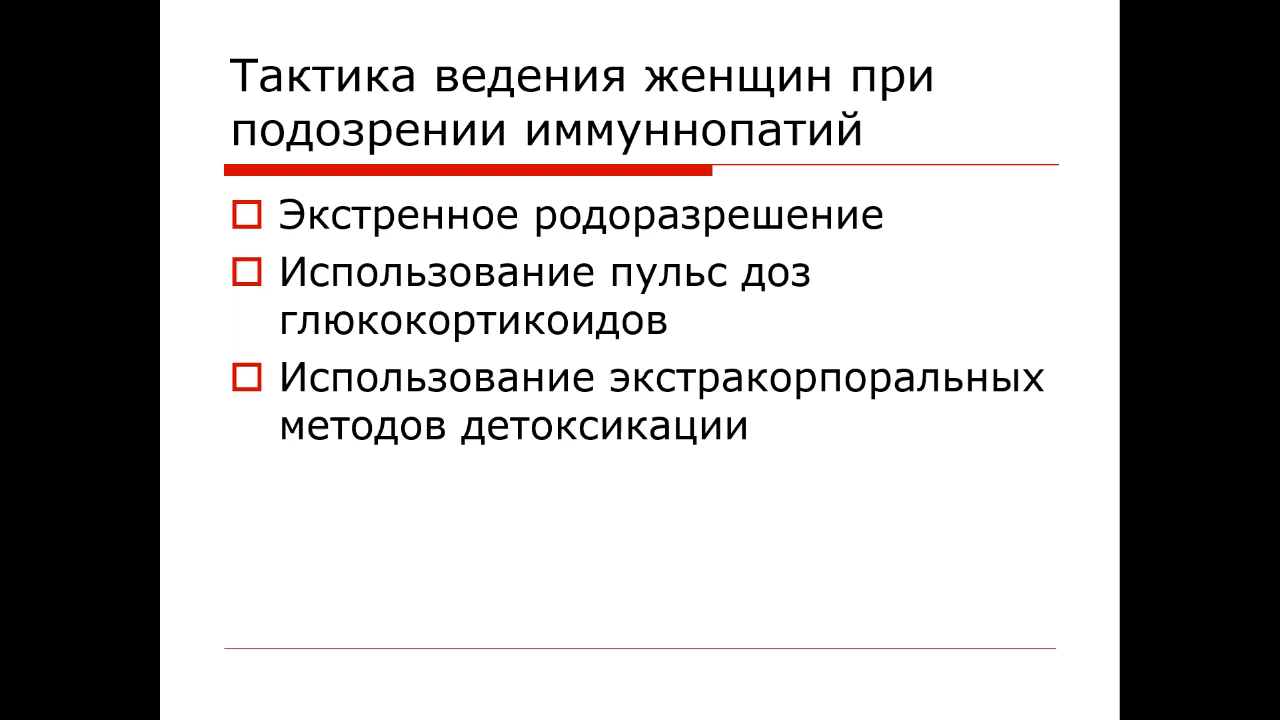 Тактика ведения женщин при
подозрении иммуннопатий
Экстренное родоразрешение
Использование пульс доз
глюкокортикоидов
Использование экстракорпоральных
методов детоксикации